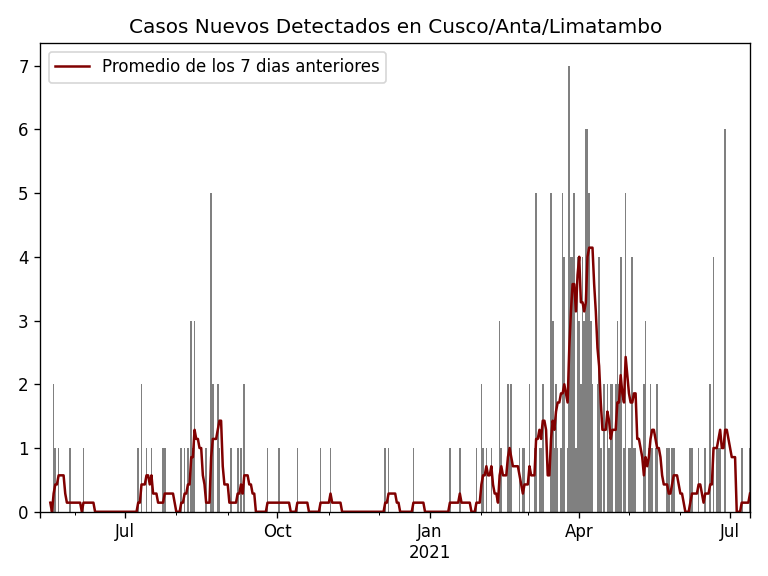 Casos Nuevos Detectados en Cusco/Anta/Limatambo
Promedio de los 7 dias anteriores
7
6
5
4
3
2
1
0
Jul
Oct
Jan
Apr
Jul
2021